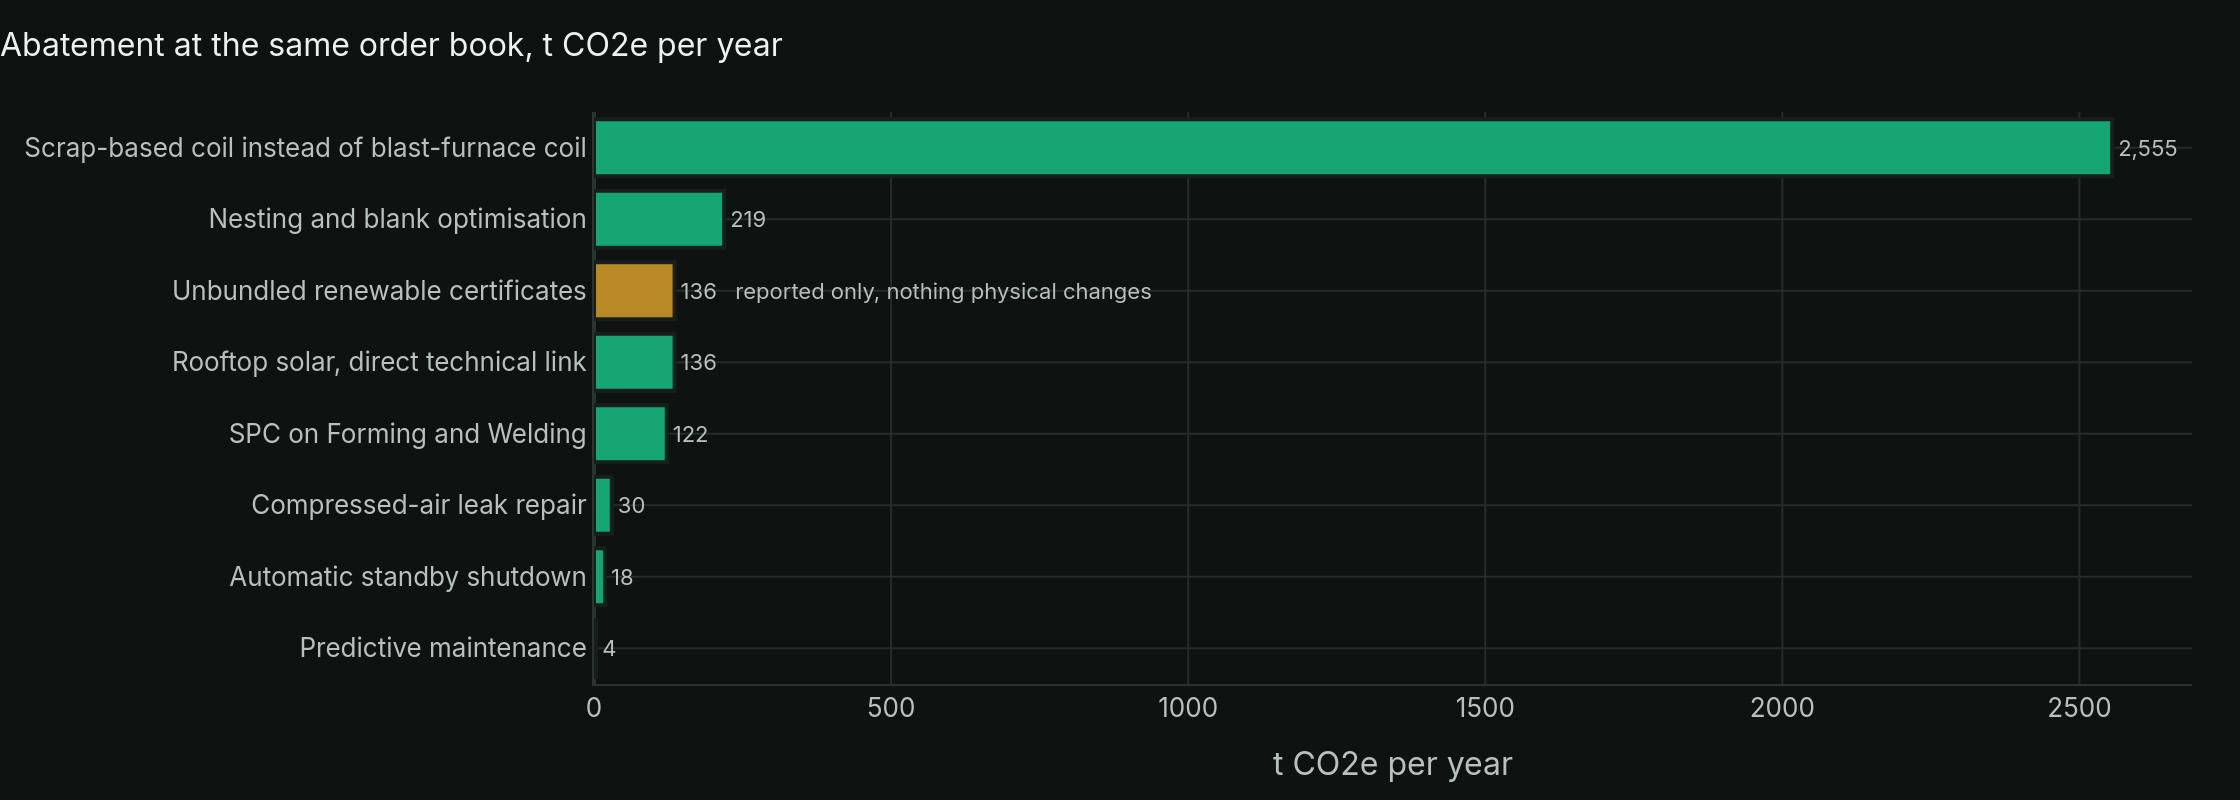 Abatement at the same order book, t CO2e per year
Scrap-based coil instead of blast-furnace coil 2,555
Nesting and blank optimisation 219
Unbundled renewable certificates 136 reported only, nothing physical changes
Rooftop solar, direct technical link 136
SPC on Forming and Welding 122
Compressed-air leak repair 30
Automatic standby shutdown 18
Predictive maintenance 4
0 500 1000 1500 2000 2500
t CO2e per year